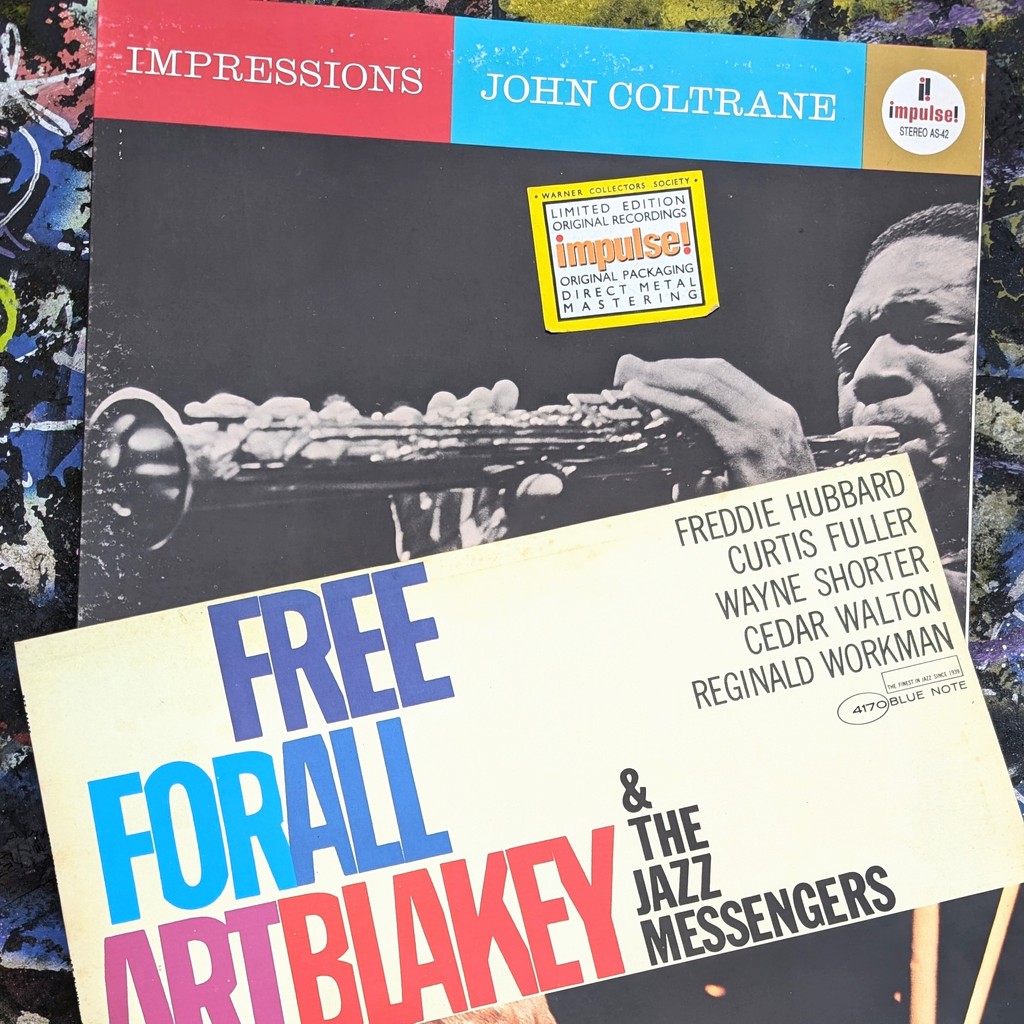 IMPRESSIONS
JOHN COLTRANE
i!
impulse!
STEREO AS-42
• WARNER COLLECTORS SOCIETY •
LIMITED EDITION
ORIGINAL RECORDINGS
impulse!
ORIGINAL PACKAGING
DIRECT METAL
MASTERING
FREDDIE HUBBARD
CURTIS FULLER
WAYNE SHORTER
CEDAR WALTON
REGINALD WORKMAN
THE FINEST IN JAZZ SINCE 1939
4170 BLUE NOTE
FREE
FOR ALL
ART BLAKEY
&
THE
JAZZ
MESSENGERS